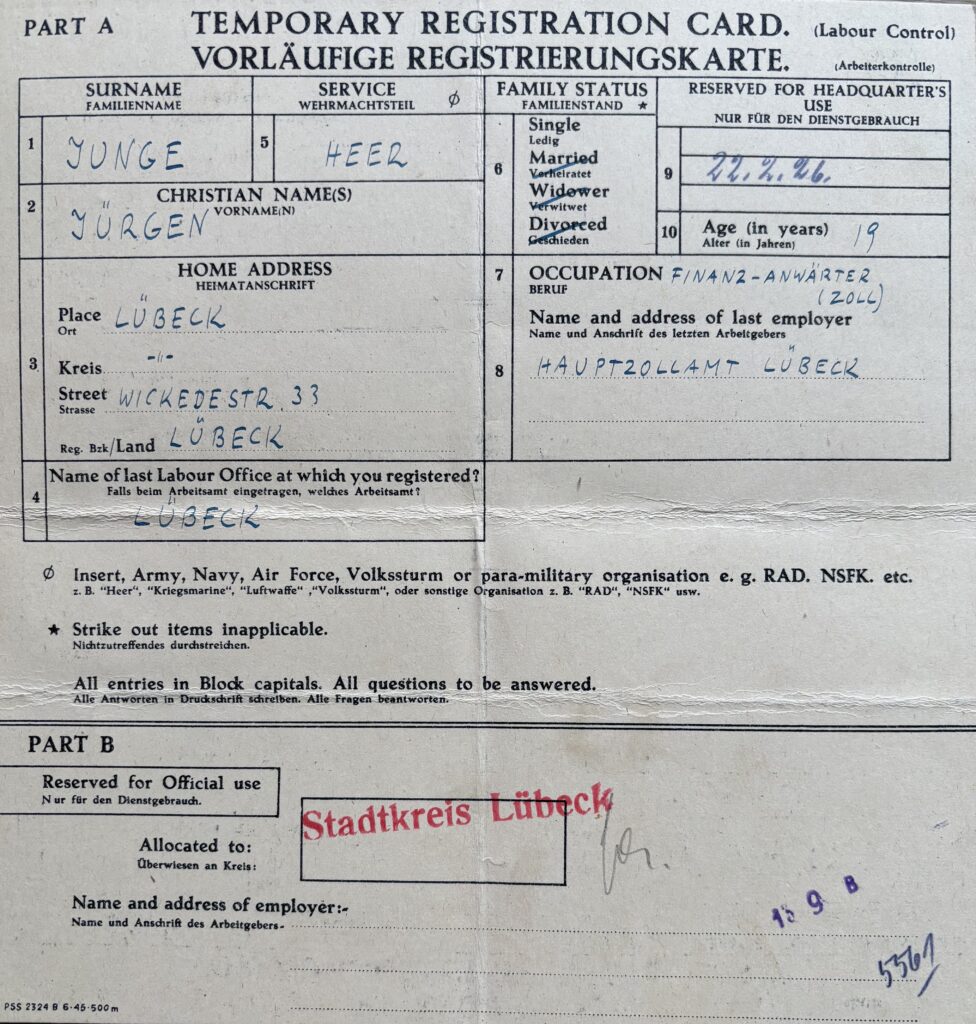 PART A
TEMPORARY REGISTRATION CARD. (Labour Control)
VORLÄUFIGE REGISTRIERUNGSKARTE. (Arbeiterkontrolle)
SURNAME
FAMILIENNAME
1 JUNGE
SERVICE
WEHRMACHTSTEIL ∅
5 HEER
FAMILY STATUS
FAMILIENSTAND ★
6
Single
Ledig
Married
Verheiratet
Widower
Verwitwet
Divorced
Geschieden
RESERVED FOR HEADQUARTER'S
USE
NUR FÜR DEN DIENSTGEBRAUCH
9 22.2.26.
10 Age (in years) 19
Alter (in Jahren)
2 CHRISTIAN NAME(S)
VORNAME(N)
JÜRGEN
3
HOME ADDRESS
HEIMATANSCHRIFT
Place LÜBECK
Ort
Kreis -"-
Street WICKEDESTR. 33
Strasse
Reg. Bzk/Land LÜBECK
7 OCCUPATION FINANZ-ANWÄRTER
BERUF (ZOLL)
Name and address of last employer
Name und Anschrift des letzten Arbeitgebers
8 HAUPTZOLLAMT LÜBECK
4 Name of last Labour Office at which you registered?
Falls beim Arbeitsamt eingetragen, welches Arbeitsamt?
LÜBECK
∅ Insert, Army, Navy, Air Force, Volkssturm or para-military organisation e. g. RAD. NSFK. etc.
z. B. "Heer", "Kriegsmarine", "Luftwaffe" ,"Volkssturm", oder sonstige Organisation z. B. "RAD", "NSFK" usw.
★ Strike out items inapplicable.
Nichtzutreffendes durchstreichen.
All entries in Block capitals. All questions to be answered.
Alle Antworten in Druckschrift schreiben. Alle Fragen beantworten.
PART B
Reserved for Official use
Nur für den Dienstgebrauch.
Stadtkreis Lübeck
Allocated to:
Überwiesen an Kreis:
Name and address of employer:-
Name und Anschrift des Arbeitgebers-
9 B
5561
PSS 2324 B 6·45·500m